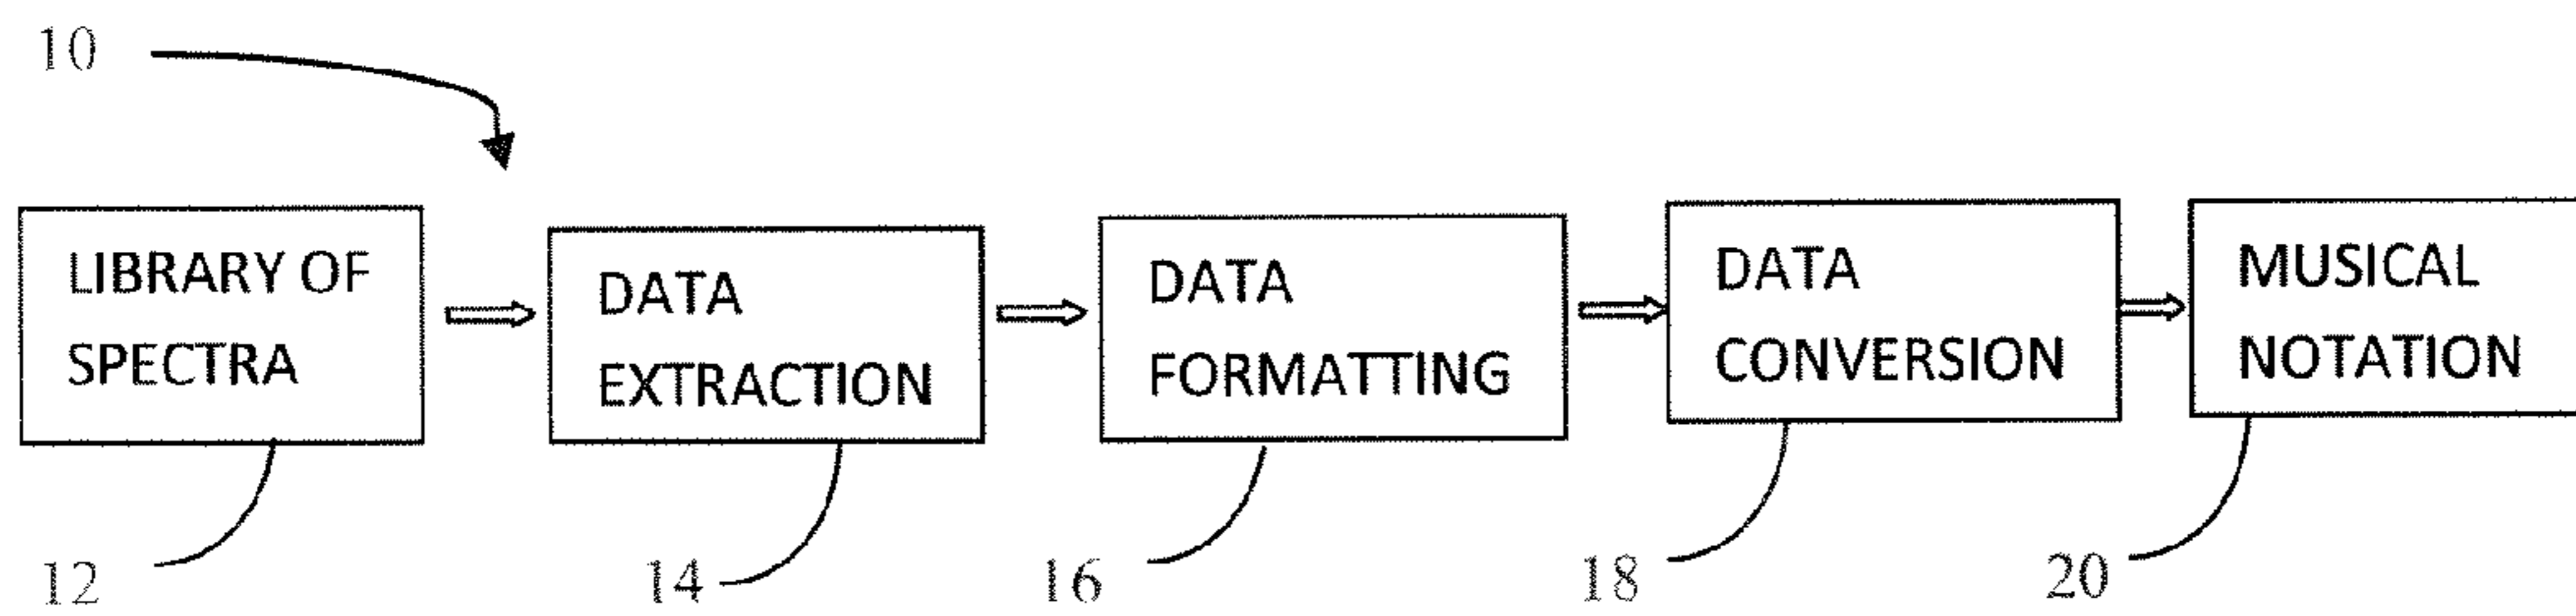 10
LIBRARY OF
SPECTRA
DATA
EXTRACTION
DATA
FORMATTING
DATA
CONVERSION
MUSICAL
NOTATION
12
14
16
18
20